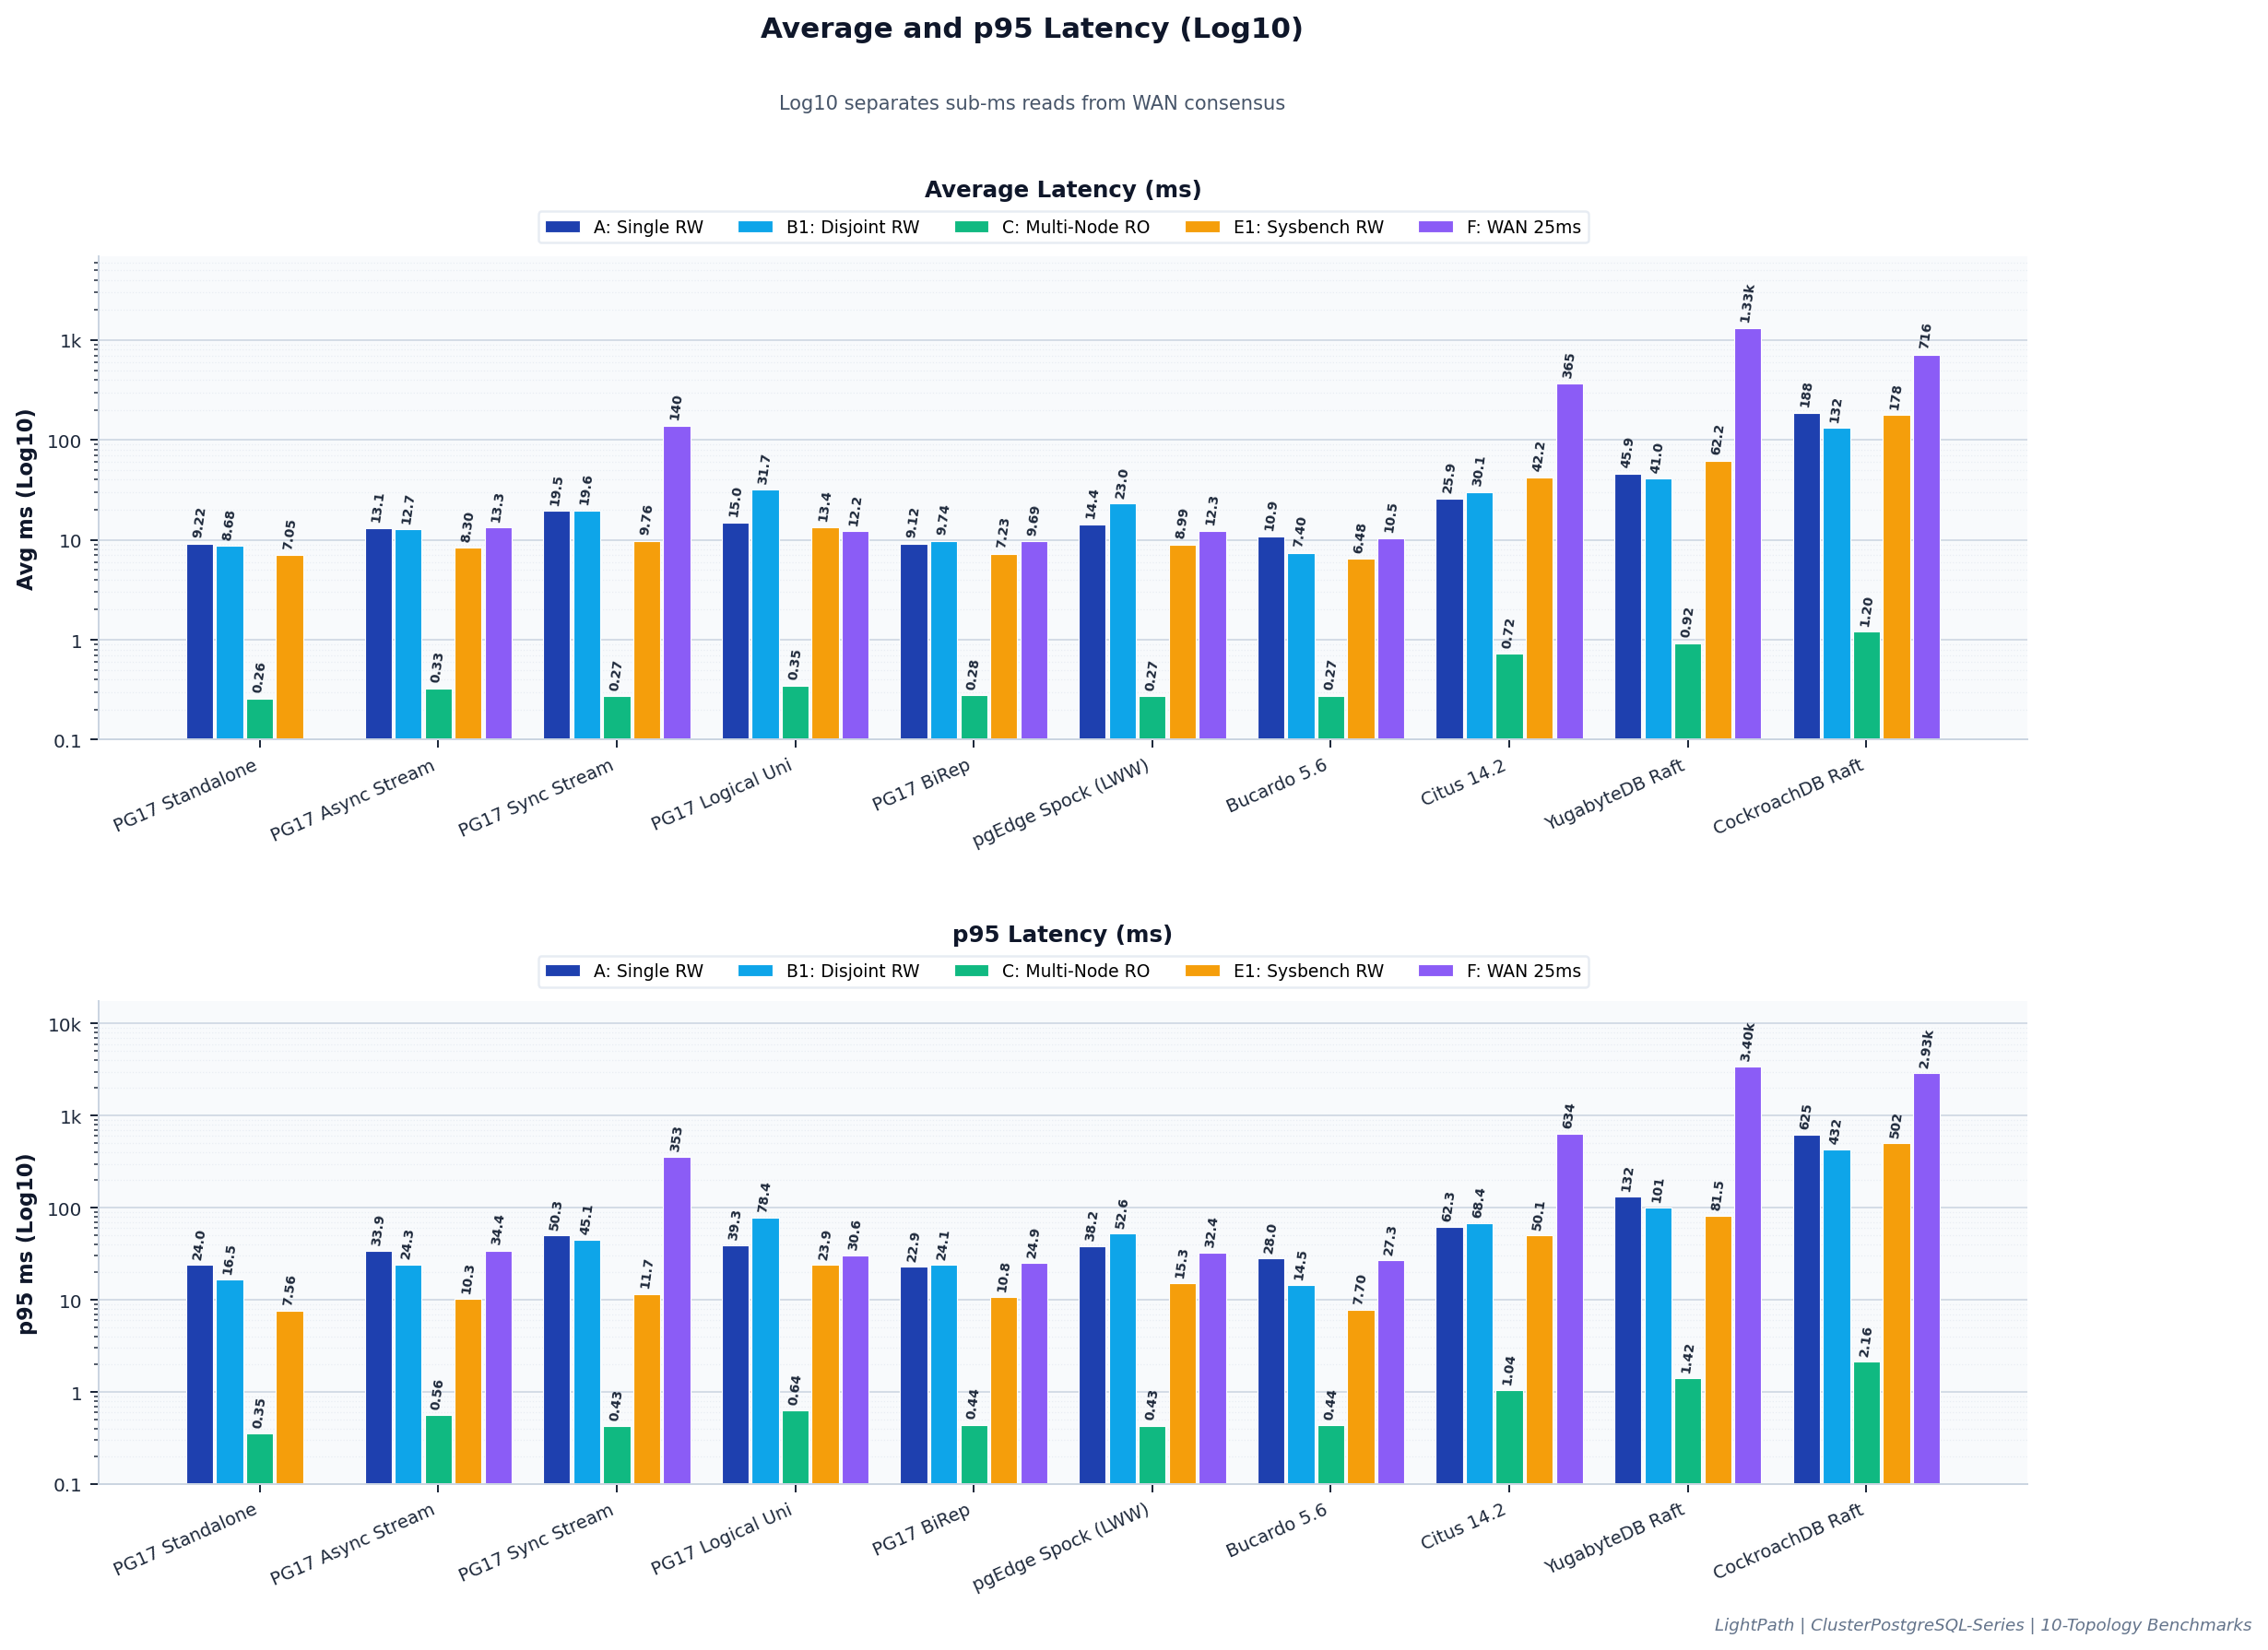 Average and p95 Latency (Log10)
Log10 separates sub-ms reads from WAN consensus
Average Latency (ms)
A: Single RW B1: Disjoint RW C: Multi-Node RO E1: Sysbench RW F: WAN 25ms
Avg ms (Log10)
1k
100
10
1
0.1
9.22 8.68 0.26 7.05
13.1 12.7 0.33 8.30 13.3
19.5 19.6 0.27 9.76 140
15.0 31.7 0.35 13.4 12.2
9.12 9.74 0.28 7.23 9.69
14.4 23.0 0.27 8.99 12.3
10.9 7.40 0.27 6.48 10.5
25.9 30.1 0.72 42.2 365
45.9 41.0 0.92 62.2 1.33k
188 132 1.20 178 716
PG17 Standalone
PG17 Async Stream
PG17 Sync Stream
PG17 Logical Uni
PG17 BiRep
pgEdge Spock (LWW)
Bucardo 5.6
Citus 14.2
YugabyteDB Raft
CockroachDB Raft
p95 Latency (ms)
A: Single RW B1: Disjoint RW C: Multi-Node RO E1: Sysbench RW F: WAN 25ms
p95 ms (Log10)
10k
1k
100
10
1
0.1
24.0 16.5 0.35 7.56
33.9 24.3 0.56 10.3 34.4
50.3 45.1 0.43 11.7 353
39.3 78.4 0.64 23.9 30.6
22.9 24.1 0.44 10.8 24.9
38.2 52.6 0.43 15.3 32.4
28.0 14.5 0.44 7.70 27.3
62.3 68.4 1.04 50.1 634
132 101 1.42 81.5 3.40k
625 432 2.16 502 2.93k
PG17 Standalone
PG17 Async Stream
PG17 Sync Stream
PG17 Logical Uni
PG17 BiRep
pgEdge Spock (LWW)
Bucardo 5.6
Citus 14.2
YugabyteDB Raft
CockroachDB Raft
LightPath | ClusterPostgreSQL-Series | 10-Topology Benchmarks